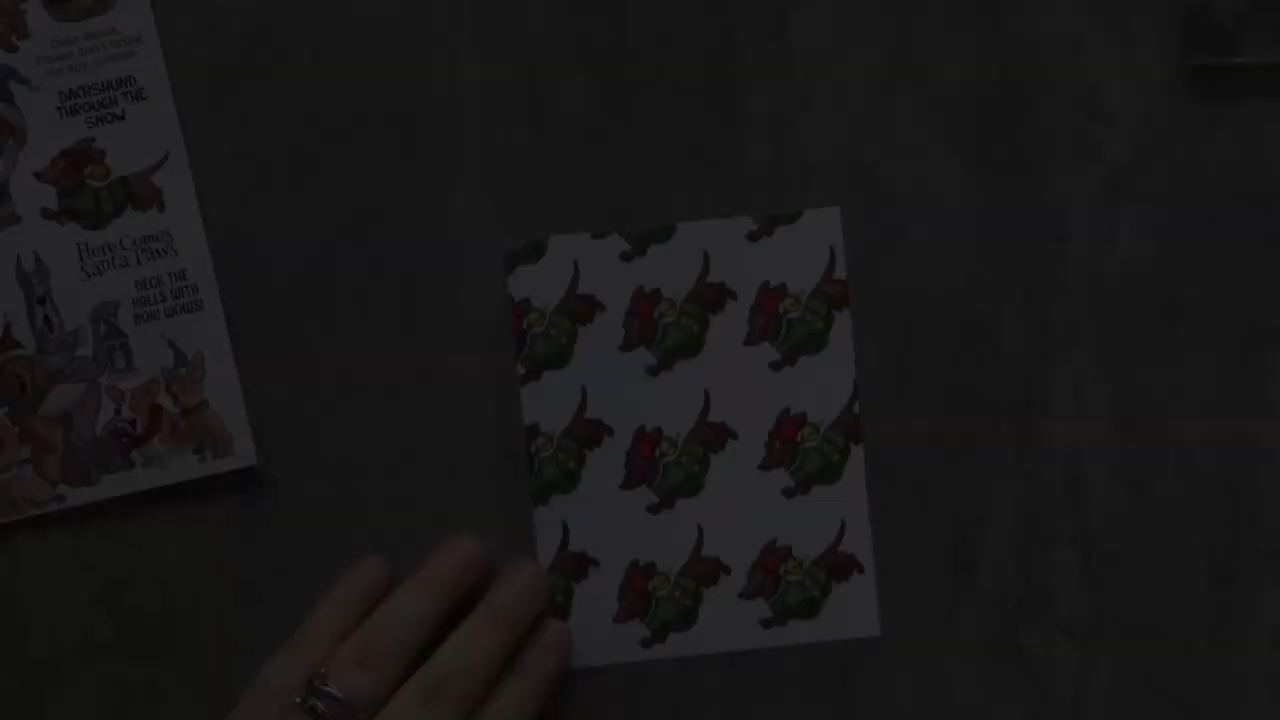 DACHSHUND
THROUGH THE
SNOW
Here Comes
Santa Paws
DECK THE
HALLS WITH
BOW WOWS!